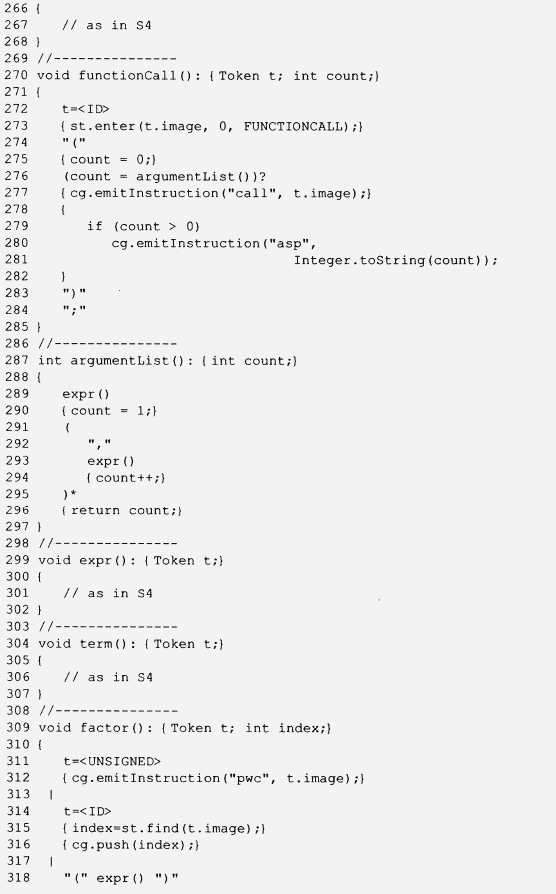 266 {
267    // as in S4
268 }
269 //---------------
270 void functionCall(): {Token t; int count;}
271 {
272    t=<ID>
273    {st.enter(t.image, 0, FUNCTIONCALL);}
274    "("
275    {count = 0;}
276    (count = argumentList())?
277    {cg.emitInstruction("call", t.image);}
278    {
279       if (count > 0)
280          cg.emitInstruction("asp",
281                                 Integer.toString(count));
282    }
283    ")"
284    ";"
285 }
286 //---------------
287 int argumentList(): {int count;}
288 {
289    expr()
290    {count = 1;}
291    (
292       ","
293       expr()
294       {count++;}
295    )*
296    {return count;}
297 }
298 //---------------
299 void expr(): {Token t;}
300 {
301    // as in S4
302 }
303 //---------------
304 void term(): {Token t;}
305 {
306    // as in S4
307 }
308 //---------------
309 void factor(): {Token t; int index;}
310 {
311    t=<UNSIGNED>
312    {cg.emitInstruction("pwc", t.image);}
313  |
314    t=<ID>
315    {index=st.find(t.image);}
316    {cg.push(index);}
317  |
318    "(" expr() ")"